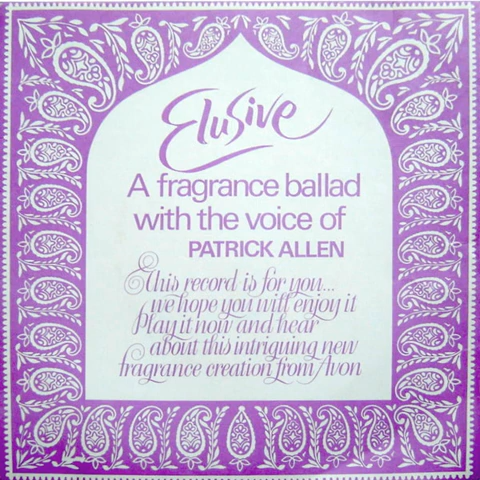 Elusive
A fragrance ballad
with the voice of
PATRICK ALLEN
This record is for you...
we hope you will enjoy it
Play it now and hear
about this intriguing new
fragrance creation from Avon